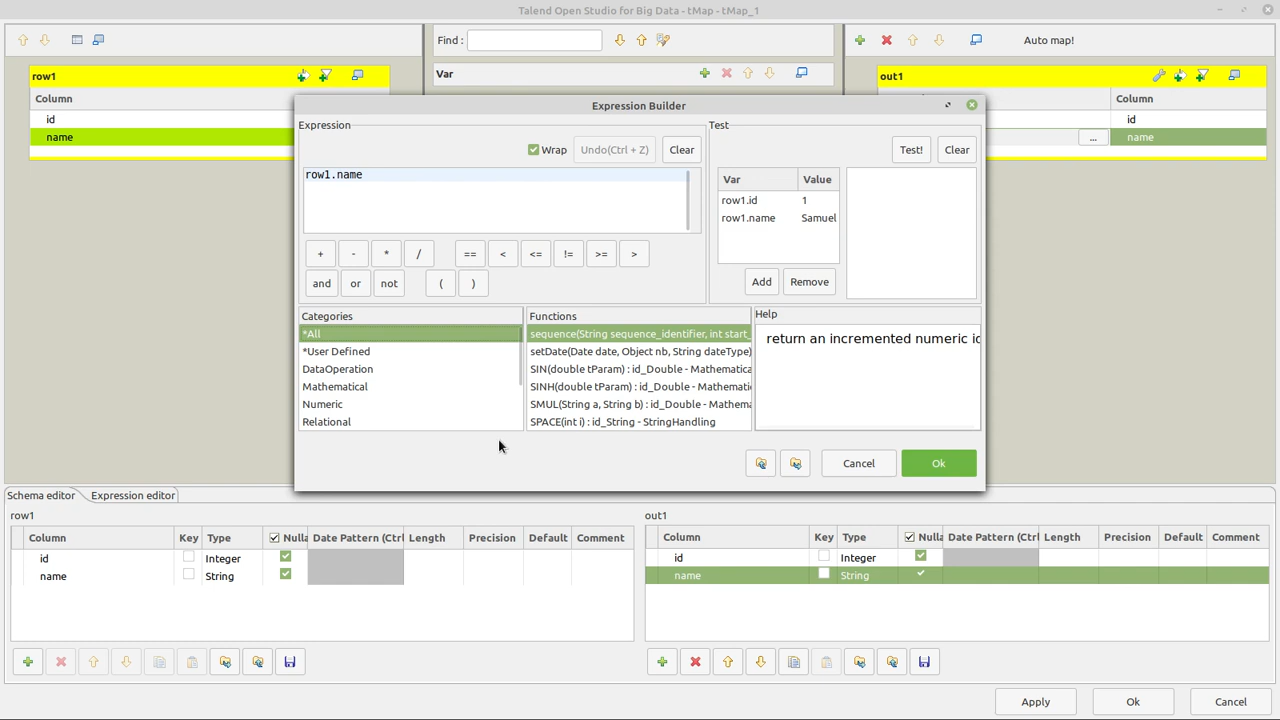 Talend Open Studio for Big Data - tMap - tMap_1
Find :
Auto map!
row1
Var
out1
Column
id
name
Column
id
...
name
Expression Builder
Expression
Wrap
Undo(Ctrl + Z)
Clear
row1.name
+ - * / == < <= != >= >
and or not ( )
Test
Test! Clear
Var Value
row1.id 1
row1.name Samuel
Add Remove
Categories
*All
*User Defined
DataOperation
Mathematical
Numeric
Relational
Functions
sequence(String sequence_identifier, int start_
setDate(Date date, Object nb, String dateType)
SIN(double tParam) : id_Double - Mathematica
SINH(double tParam) : id_Double - Mathemati
SMUL(String a, String b) : id_Double - Mathema
SPACE(int i) : id_String - StringHandling
Help
return an incremented numeric id
Cancel Ok
Schema editor Expression editor
row1
Column Key Type Nulla Date Pattern (Ctrl Length Precision Default Comment
id Integer
name String
out1
Column Key Type Nulla Date Pattern (Ctrl Length Precision Default Comment
id Integer
name String
Apply Ok Cancel